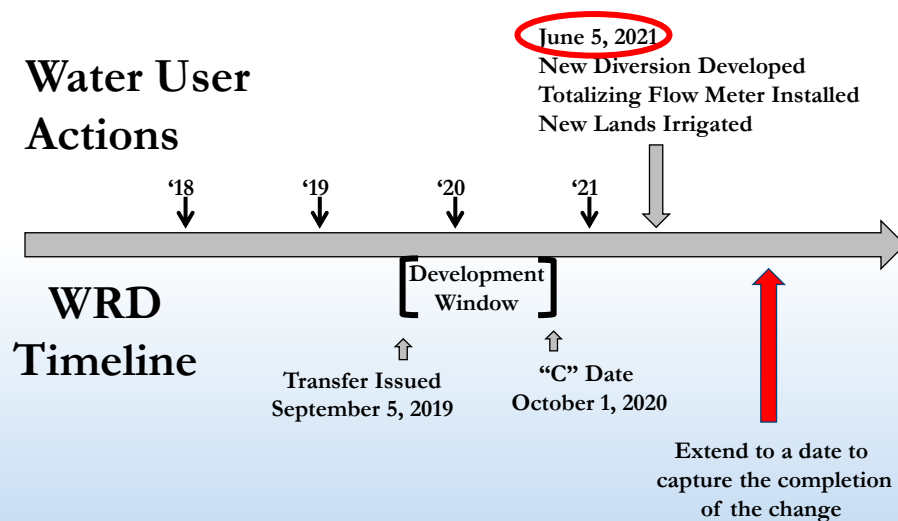 June 5, 2021
New Diversion Developed
Totalizing Flow Meter Installed
New Lands Irrigated
Water User
Actions
‘18
‘19
‘20
‘21
Development
Window
WRD
Timeline
Transfer Issued
September 5, 2019
“C” Date
October 1, 2020
Extend to a date to
capture the completion
of the change